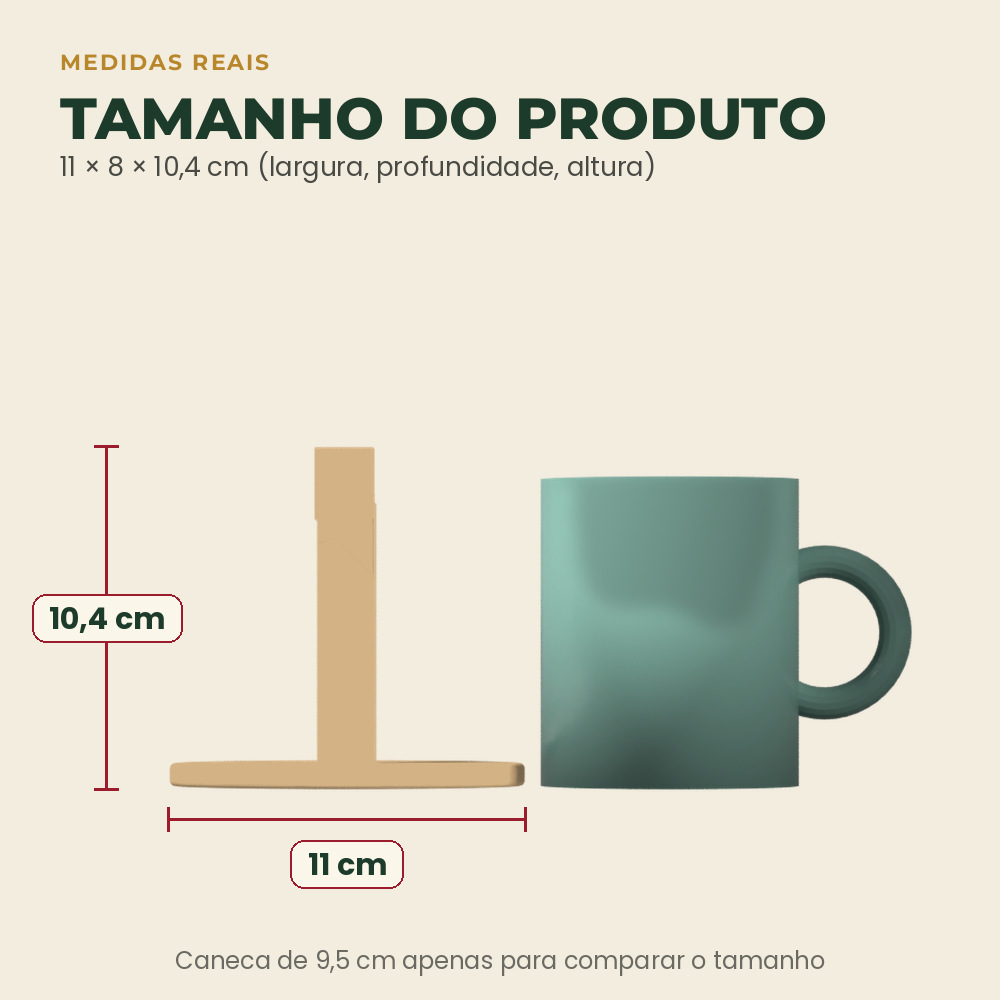 MEDIDAS REAIS
TAMANHO DO PRODUTO
11 × 8 × 10,4 cm (largura, profundidade, altura)
10,4 cm
11 cm
Caneca de 9,5 cm apenas para comparar o tamanho